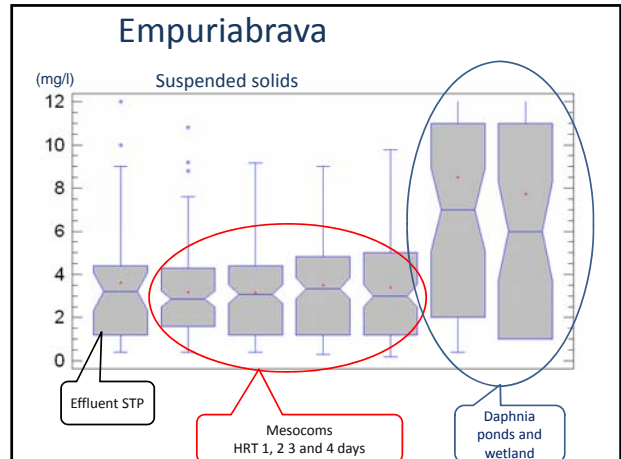 Empuriabrava
(mg/l)
Suspended solids
12
10
8
6
4
2
0
Effluent STP
Mesocoms
HRT 1, 2 3 and 4 days
Daphnia
ponds and
wetland